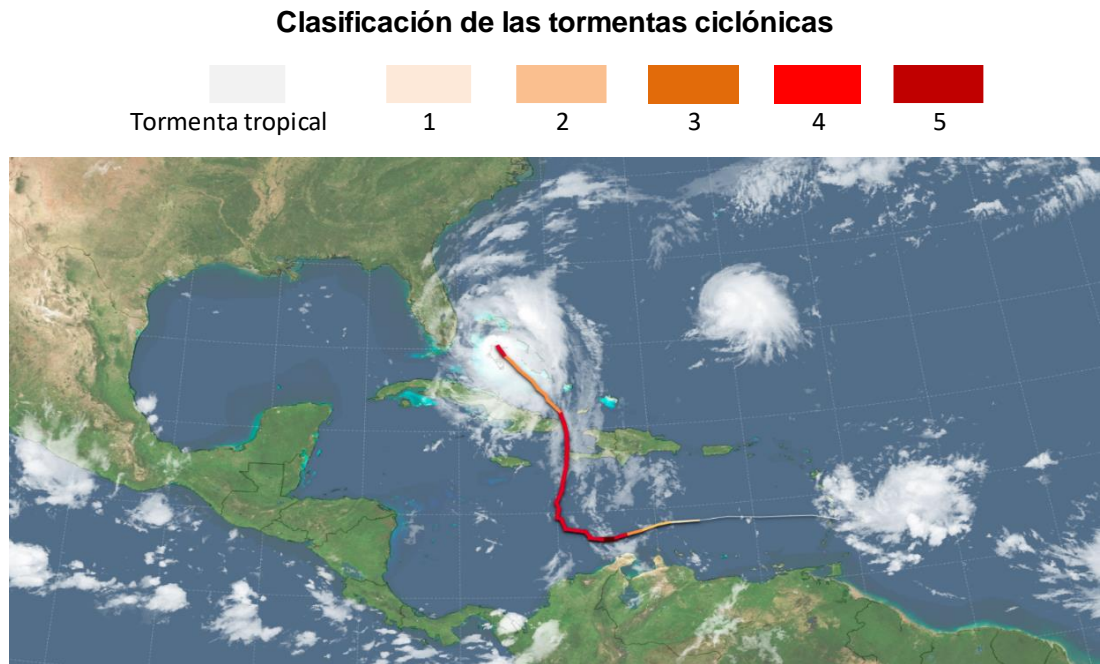 Clasificación de las tormentas ciclónicas
Tormenta tropical 1 2 3 4 5